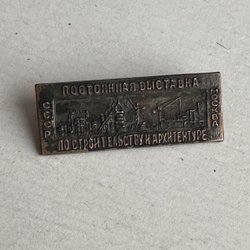 ПОСТОЯННАЯ ВЫСТАВКА
СССР
МОСКВА
ПО СТРОИТЕЛЬСТВУ И АРХИТЕКТУРЕ